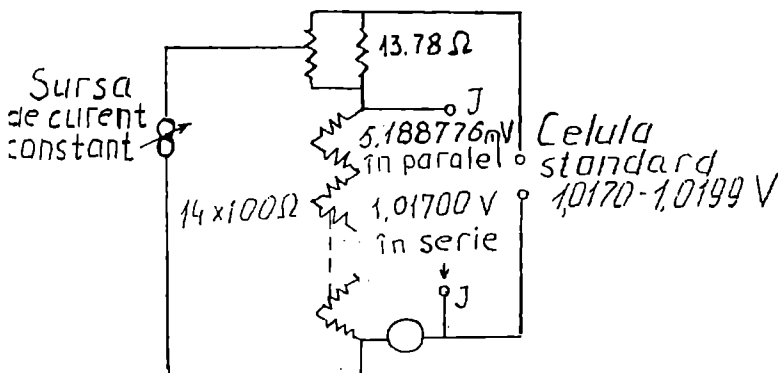 13.78 Ω
Sursa
de curent
constant
J
5.188776mV
în paralel
Celula
standard
1,0170-1,0199 V
14 x 100Ω
1,01700 V
în serie
J